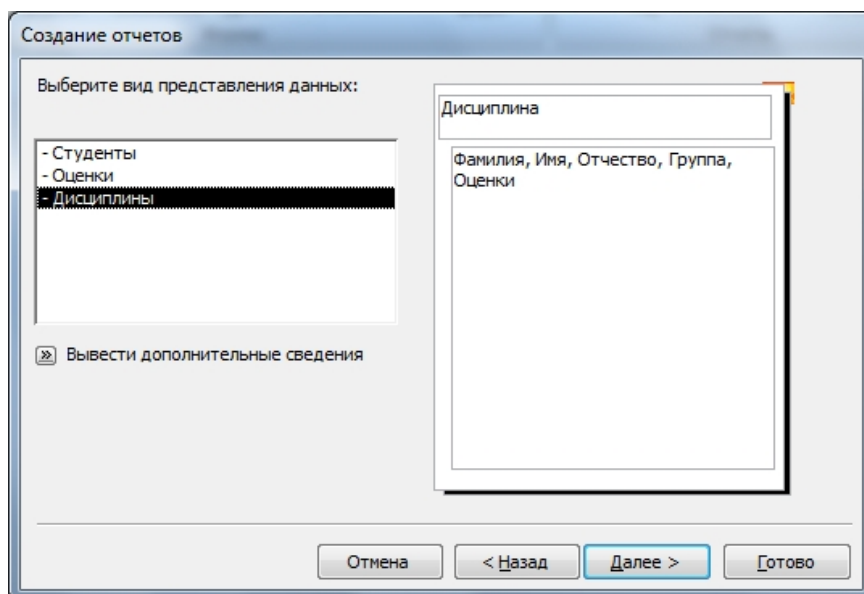 Создание отчетов
Выберите вид представления данных:
- Студенты
- Оценки
- Дисциплины
Вывести дополнительные сведения
Дисциплина
Фамилия, Имя, Отчество, Группа,
Оценки
Отмена
< Назад
Далее >
Готово